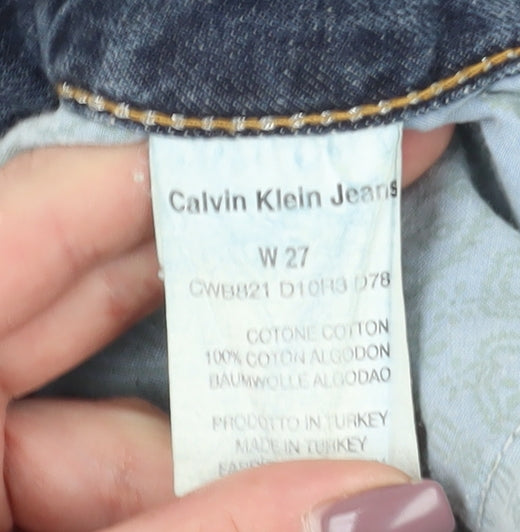 Calvin Klein Jeans
W 27
CWB821 D10R3 D78
COTONE COTTON
100% COTON ALGODON
BAUMWOLLE ALGODAO
PRODOTTO IN TURKEY
MADE IN TURKEY